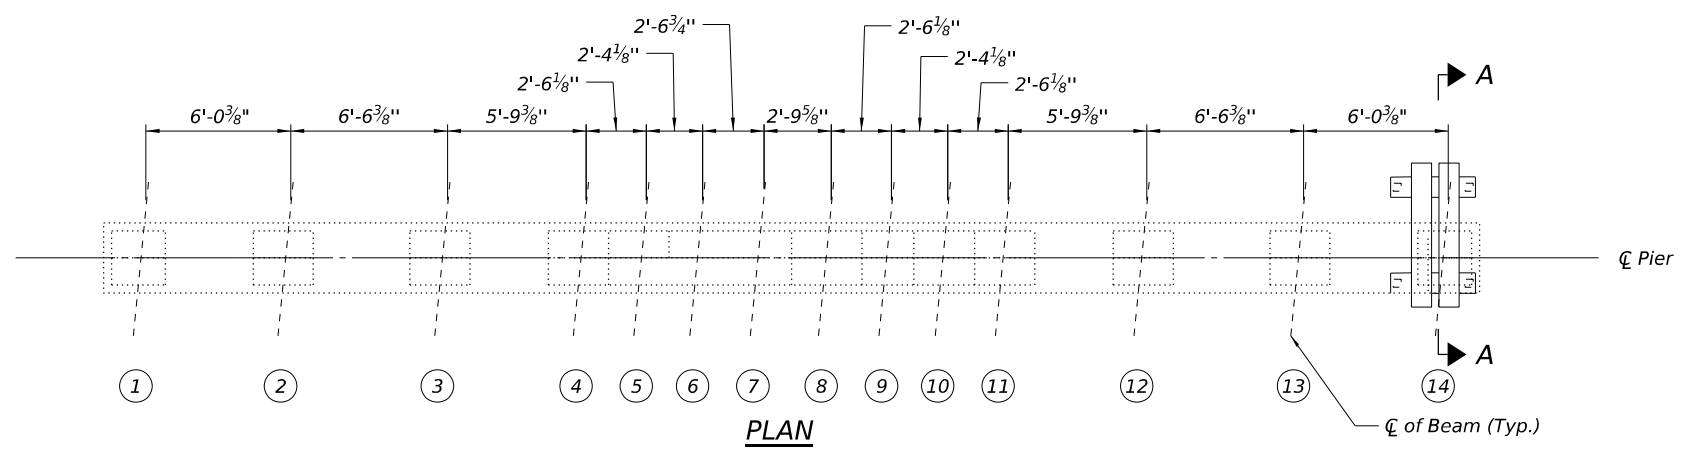 2'-6¾''
2'-6⅛''
2'-4⅛''
2'-4⅛''
A
2'-6⅛''
2'-6⅛''
6'-0⅜"
6'-6⅜''
5'-9⅜''
2'-9⅝''
5'-9⅜''
6'-6⅜''
6'-0⅜"
℄ Pier
A
1 2 3 4 5 6 7 8 9 10 11 12 13 14
℄ of Beam (Typ.)
PLAN